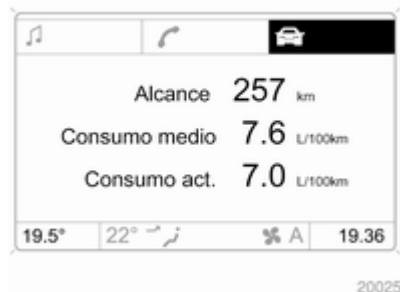 Alcance 257 km
Consumo medio 7.6 L/100km
Consumo act. 7.0 L/100km
19.5° 22° A 19.36
20025